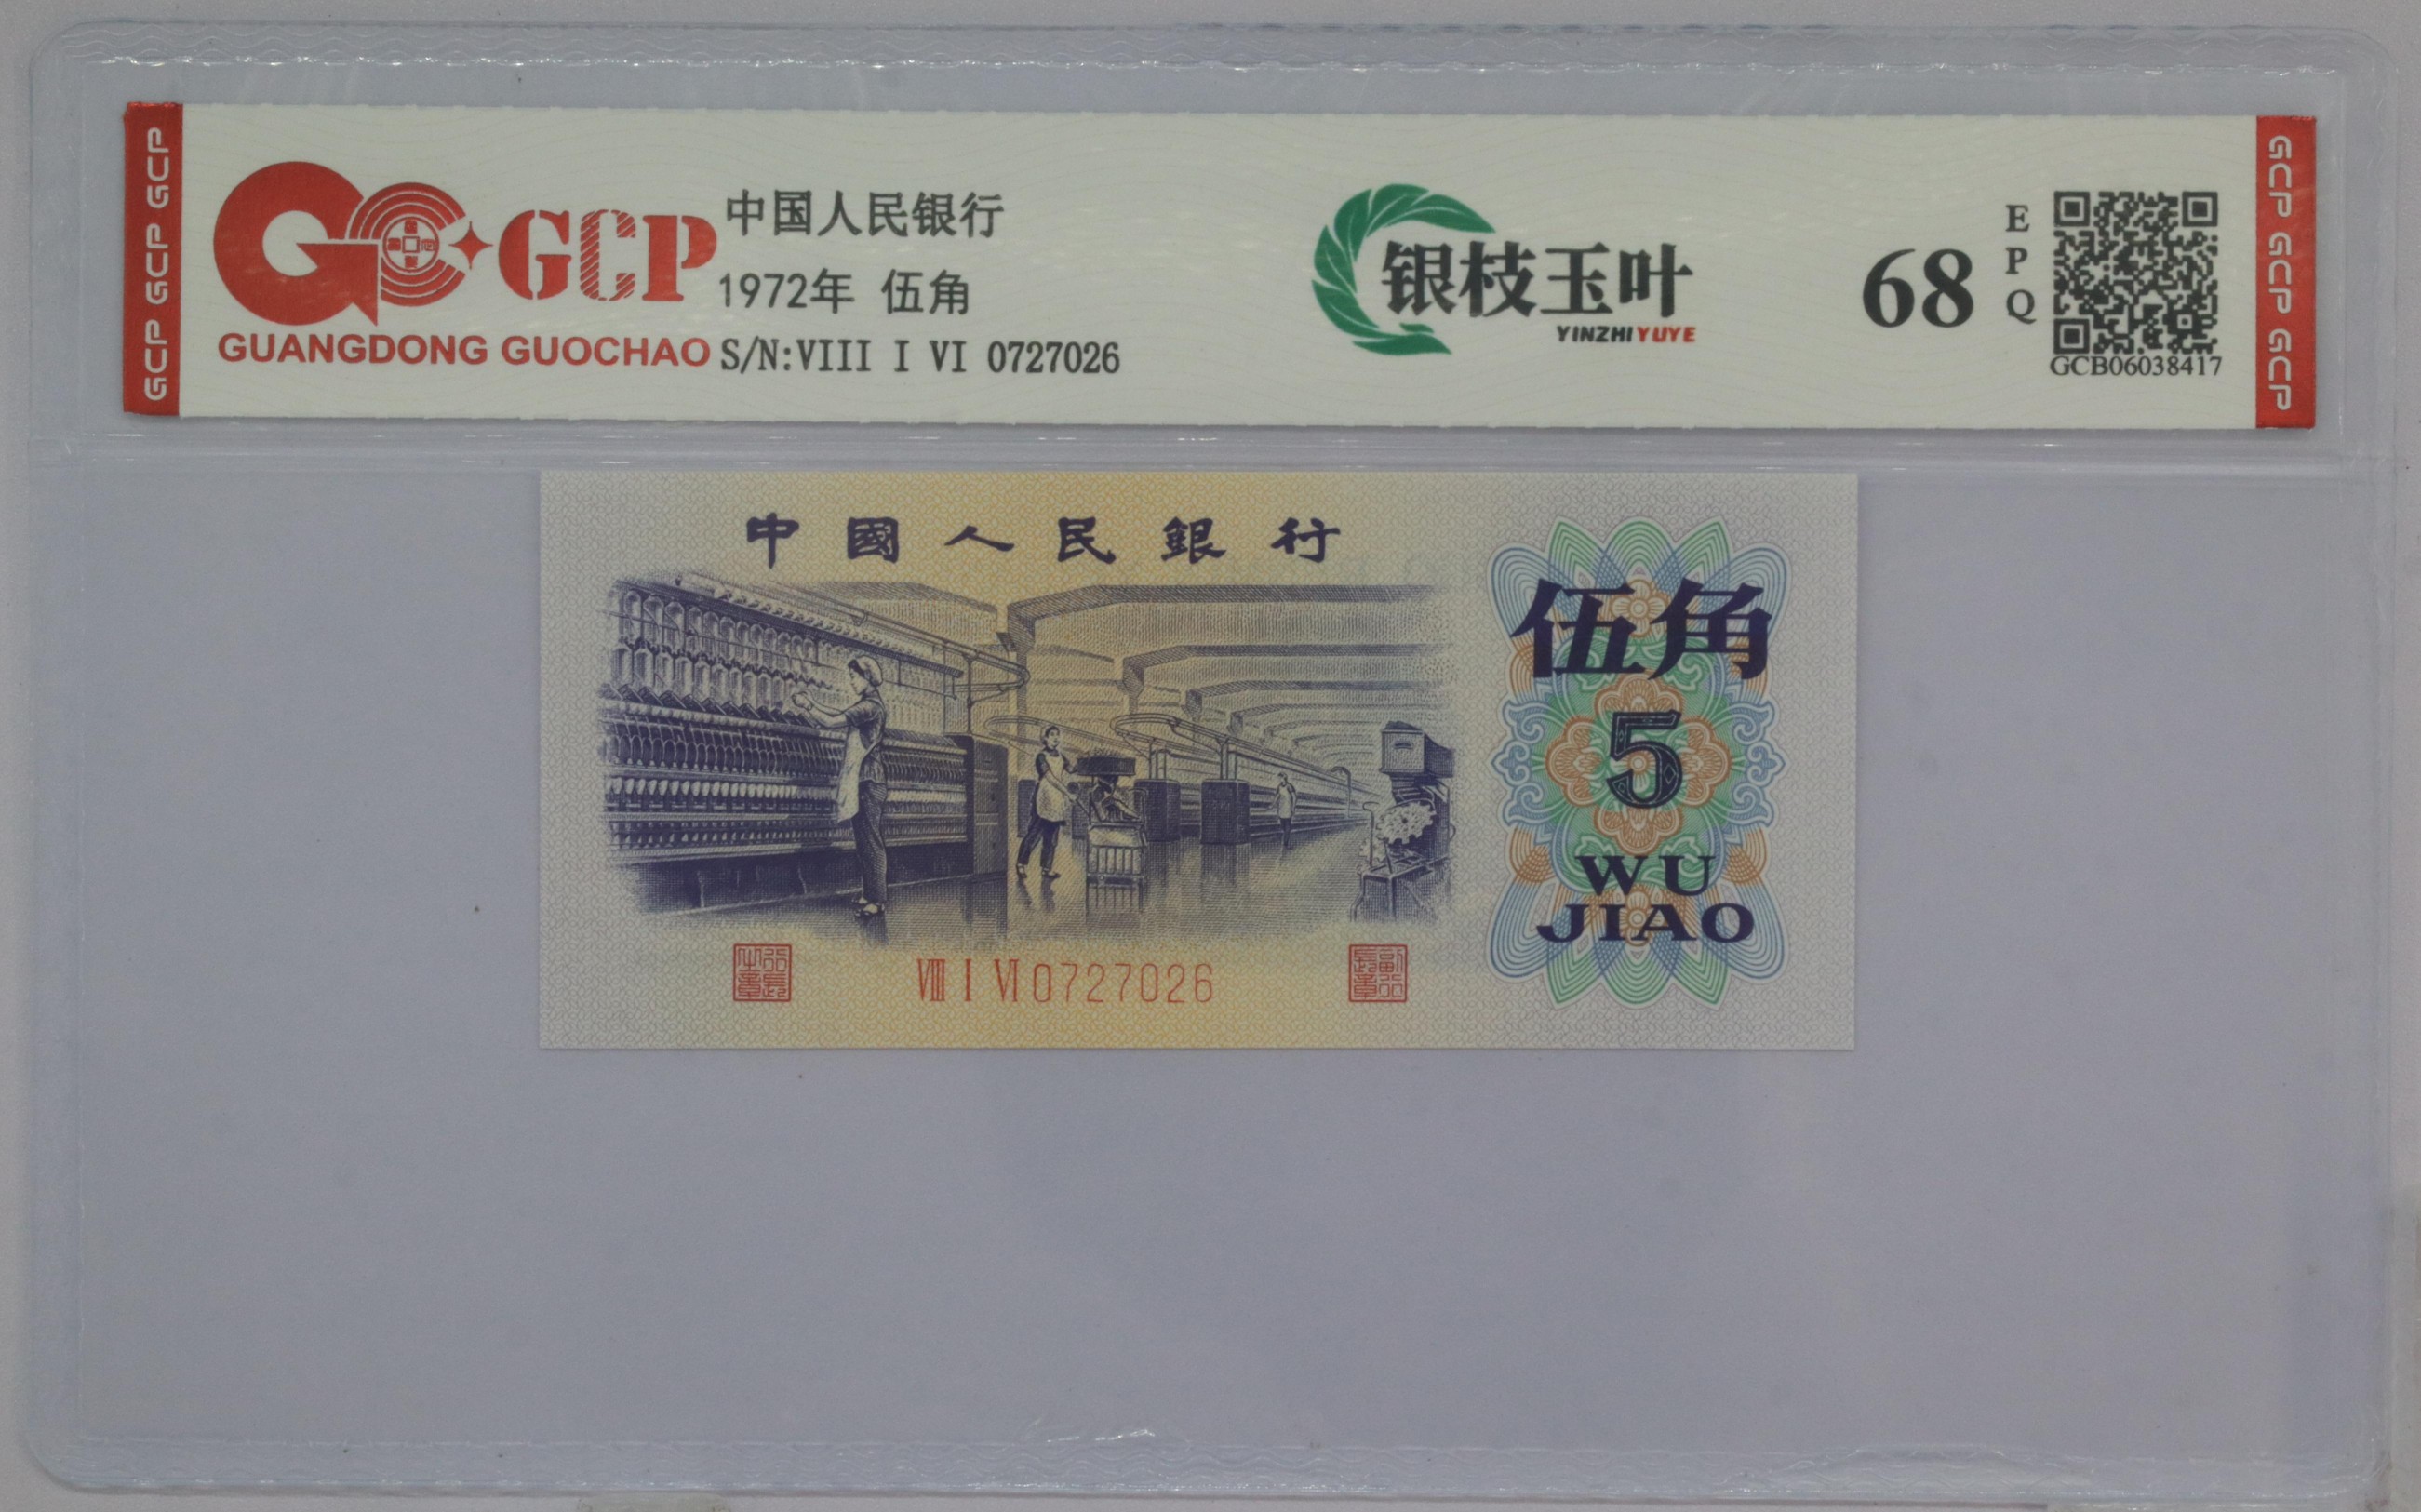 GCP GCP GCP
GCP
GUANGDONG GUOCHAO
中国人民银行
1972年 伍角
S/N:VIII I VI 0727026
银枝玉叶
YINZHIYUYE
68
EPQ
GCB06038417
GCP GCP GCP
中國人民銀行
伍角
5
WU
JIAO
VIII I VI 0727026